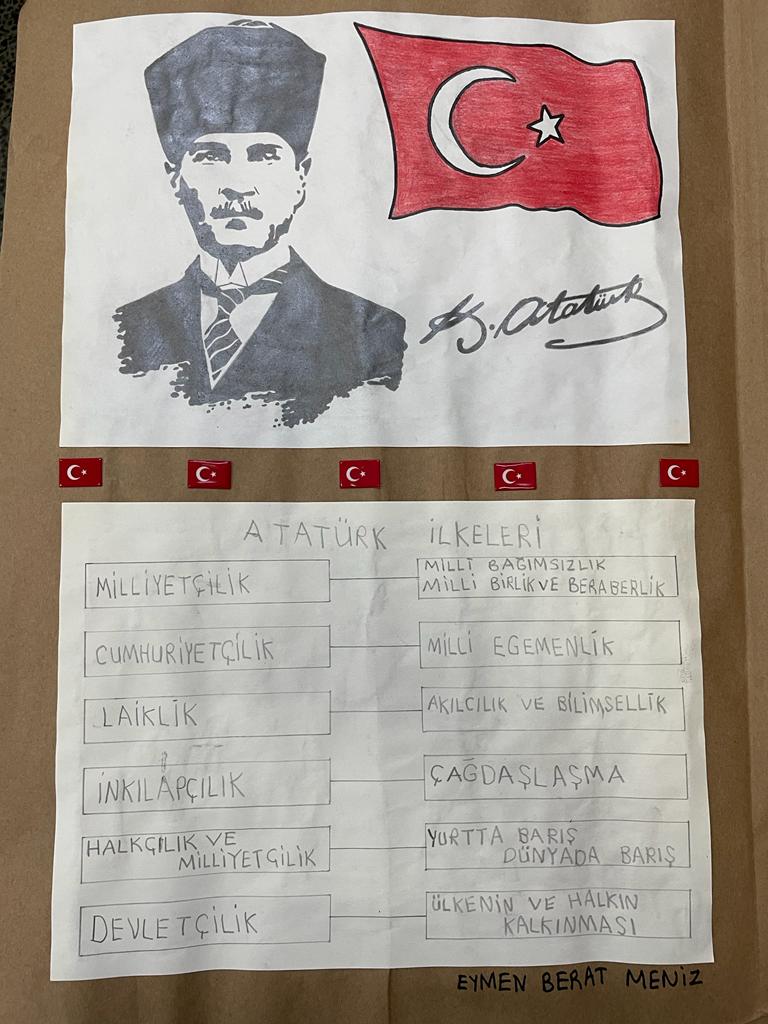 K. Atatürk
ATATÜRK İLKELERİ
MİLLİYETÇİLİK
MİLLİ BAĞIMSIZLIK
MİLLİ BİRLİK VE BERABERLİK
CUMHURİYETÇİLİK
MİLLİ EGEMENLİK
LAİKLİK
AKILCILIK VE BİLİMSELLİK
İNKILAPÇILIK
ÇAĞDAŞLAŞMA
HALKÇILIK VE
MİLLİYETÇİLİK
YURTTA BARIŞ
DÜNYADA BARIŞ
DEVLETÇİLİK
ÜLKENİN VE HALKIN
KALKINMASI
EYMEN BERAT MENİZ